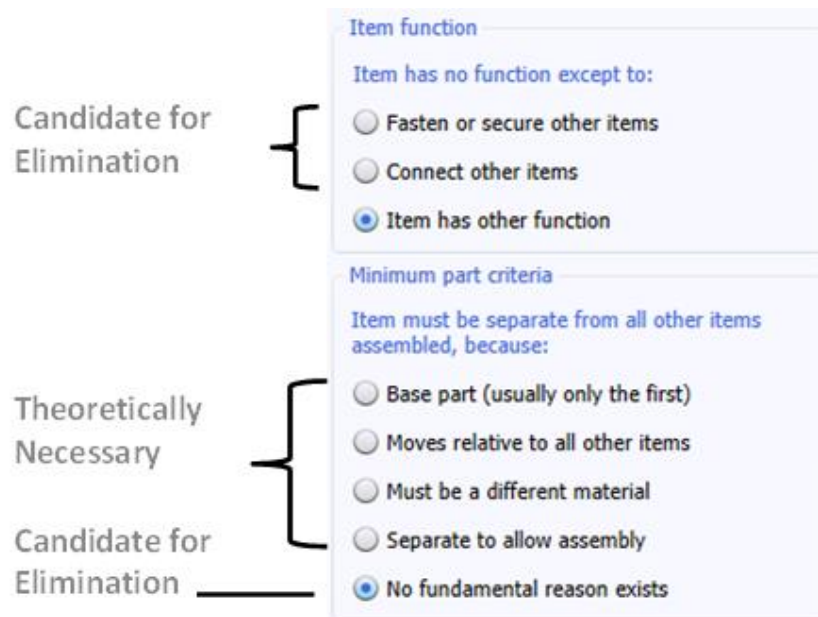 Item function
Item has no function except to:
Candidate for
Elimination
Fasten or secure other items
Connect other items
Item has other function
Minimum part criteria
Item must be separate from all other items
assembled, because:
Theoretically
Necessary
Base part (usually only the first)
Moves relative to all other items
Must be a different material
Separate to allow assembly
Candidate for
Elimination
No fundamental reason exists